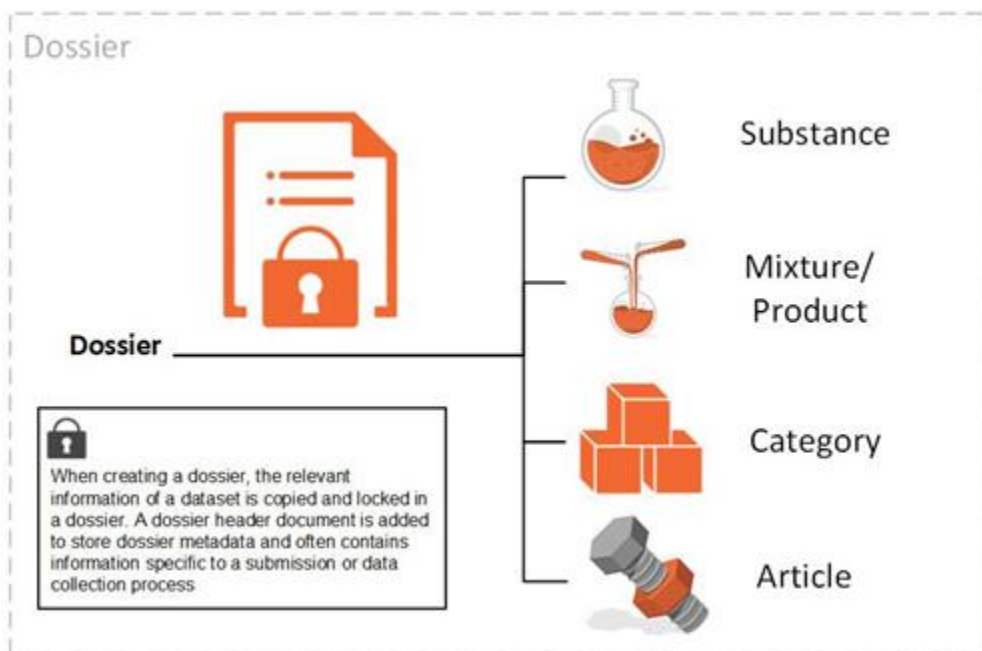 Dossier
Substance
Mixture/
Product
Dossier
Category
When creating a dossier, the relevant
information of a dataset is copied and locked in
a dossier. A dossier header document is added
to store dossier metadata and often contains
information specific to a submission or data
collection process
Article